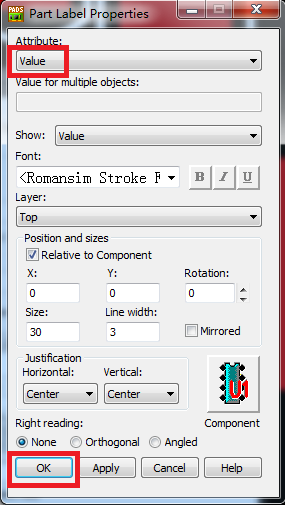 PADS
Part Label Properties
Attribute:
Value
Value for multiple objects:
Show: Value
Font:
<Romansim Stroke F B I U
Layer:
Top
Position and sizes
Relative to Component
X: Y: Rotation:
0 0 0
Size: Line width:
30 3 Mirrored
Justification
Horizontal: Vertical:
Center Center
U1
Right reading: Component
None Orthogonal Angled
OK Apply Cancel Help